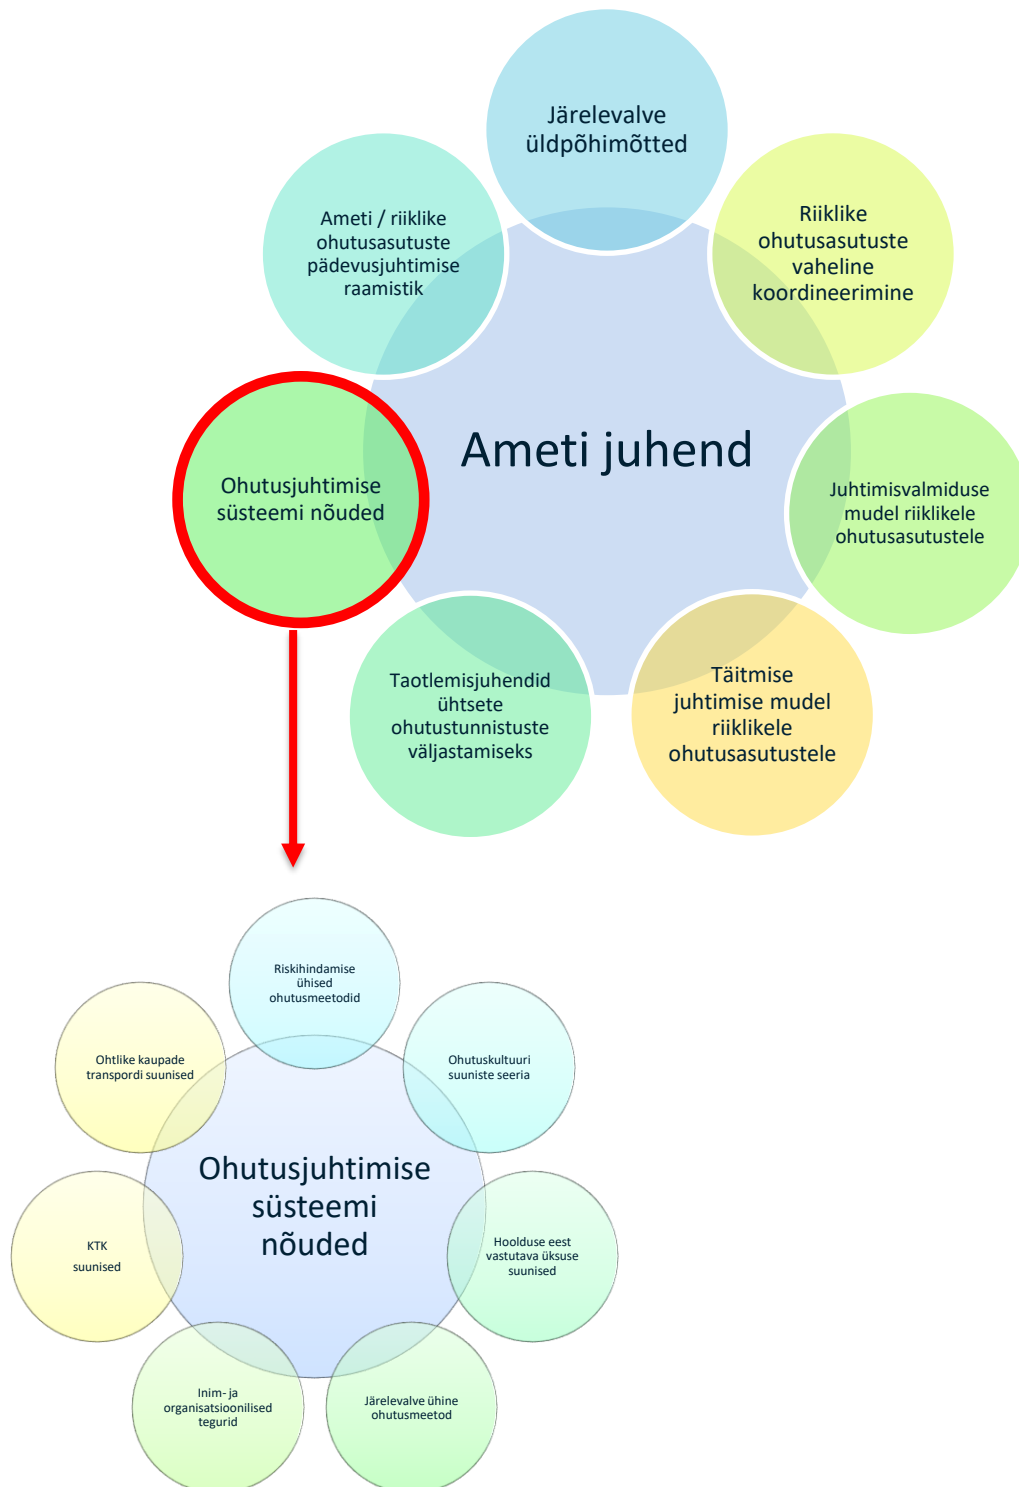 Järelevalve
üldpõhimõtted
Ameti / riiklike
ohutusasutuste
pädevusjuhtimise
raamistik
Riiklike
ohutusasutuste
vaheline
koordineerimine
Ameti juhend
Ohutusjuhtimise
süsteemi nõuded
Juhtimisvalmiduse
mudel riiklikele
ohutusasutustele
Taotlemisjuhendid
ühtsete
ohutustunnistuste
väljastamiseks
Täitmise
juhtimise mudel
riiklikele
ohutusasutustele
Riskihindamise
ühised
ohutusmeetodid
Ohtlike kaupade
transpordi suunised
Ohutuskultuuri
suuniste seeria
Ohutusjuhtimise
süsteemi
nõuded
KTK
suunised
Hoolduse eest
vastutava üksuse
suunised
Inim- ja
organisatsioonilised
tegurid
Järelevalve ühine
ohutusmeetod